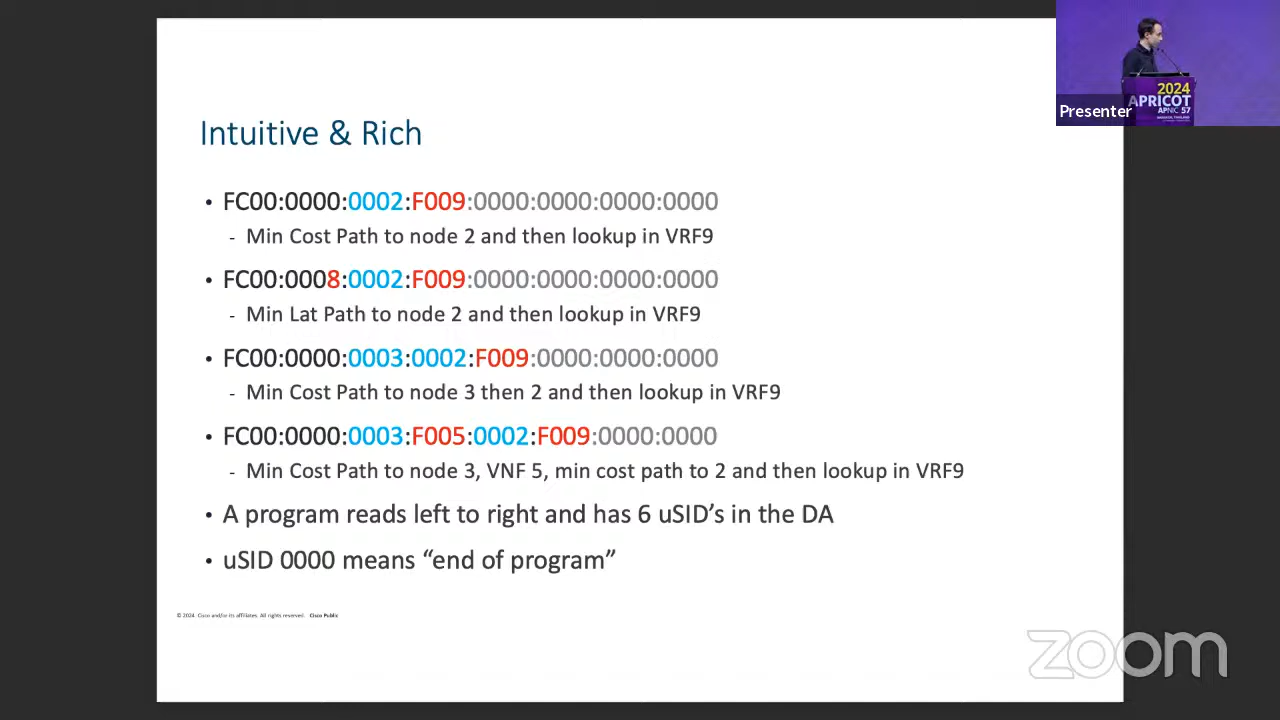 Intuitive & Rich
• FC00:0000:0002:F009:0000:0000:0000:0000
- Min Cost Path to node 2 and then lookup in VRF9
• FC00:0008:0002:F009:0000:0000:0000:0000
- Min Lat Path to node 2 and then lookup in VRF9
• FC00:0000:0003:0002:F009:0000:0000:0000
- Min Cost Path to node 3 then 2 and then lookup in VRF9
• FC00:0000:0003:F005:0002:F009:0000:0000
- Min Cost Path to node 3, VNF 5, min cost path to 2 and then lookup in VRF9
• A program reads left to right and has 6 uSID’s in the DA
• uSID 0000 means “end of program”
© 2024 Cisco and/or its affiliates. All rights reserved. Cisco Public
2024
APRICOT
APNIC 57
Presenter
zoom